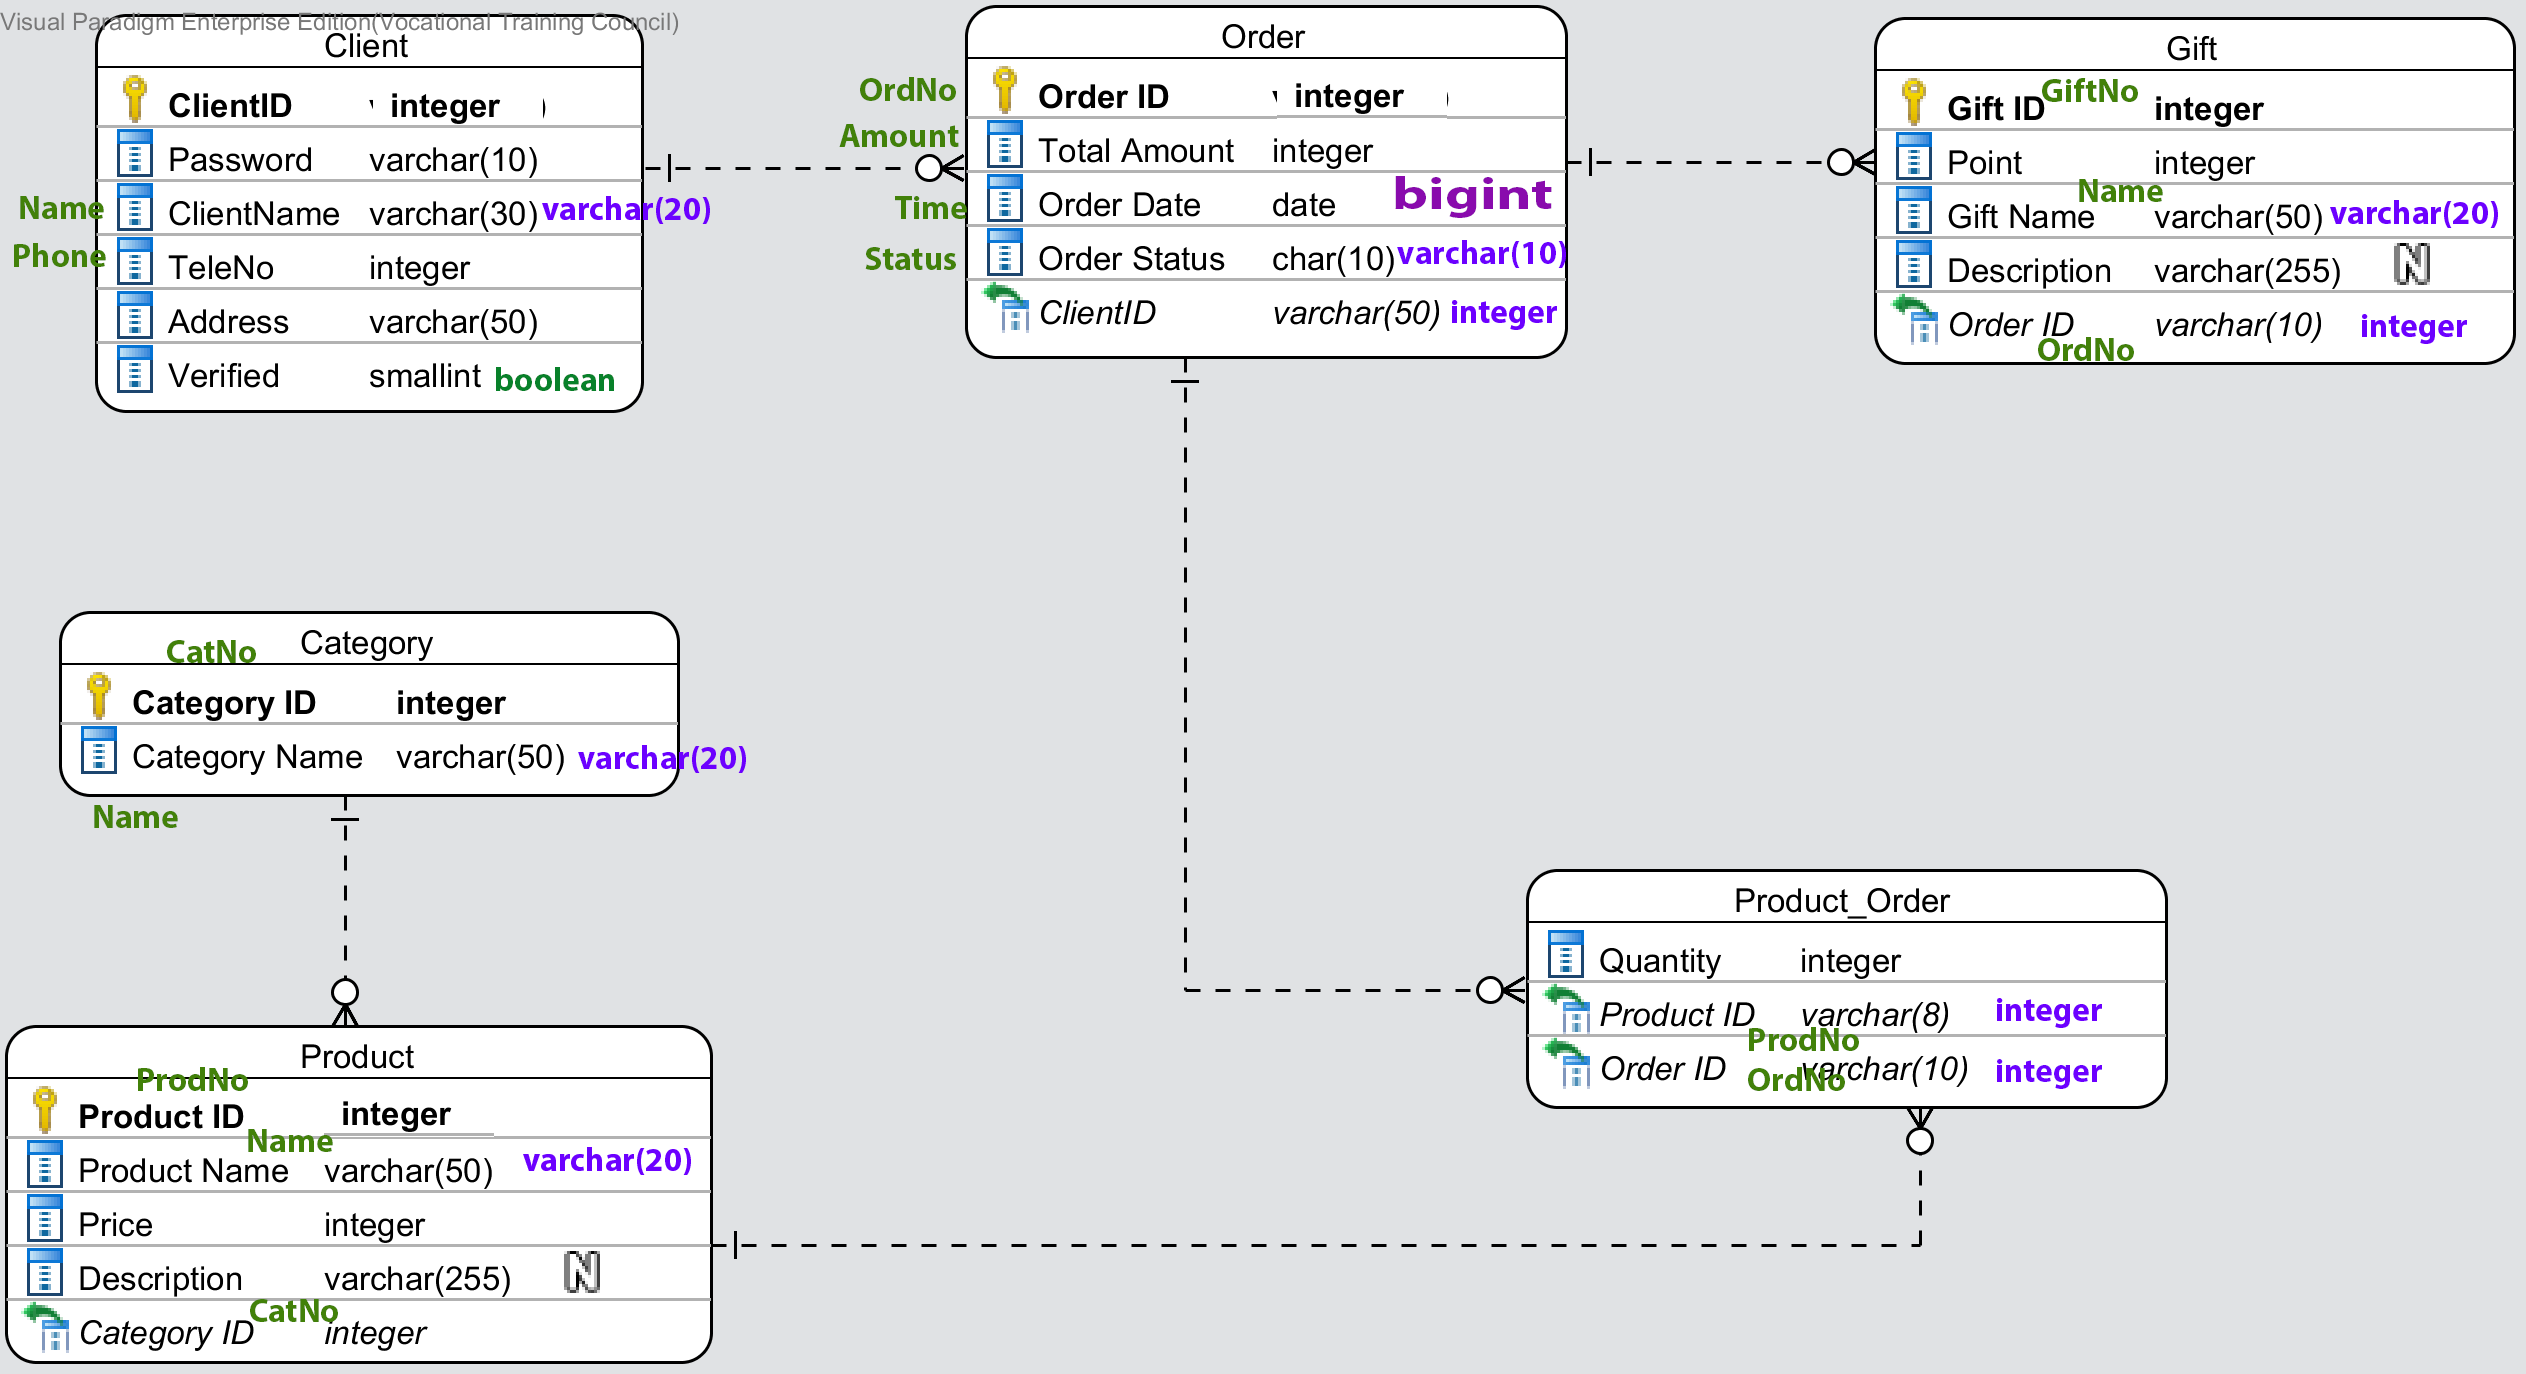 Visual Paradigm Enterprise Edition(Vocational Training Council)
Client
ClientID integer )
Password varchar(10)
Name ClientName varchar(30) varchar(20)
Phone TeleNo integer
Address varchar(50)
Verified smallint boolean
Order
OrdNo Order ID integer
Amount Total Amount integer
Time Order Date date bigint
Status Order Status char(10) varchar(10)
ClientID varchar(50) integer
Gift
GiftNo
Gift ID integer
Point integer
Name
Gift Name varchar(50) varchar(20)
Description varchar(255) N
Order ID varchar(10) integer
OrdNo
CatNo Category
Category ID integer
Category Name varchar(50) varchar(20)
Name
Product
ProdNo
Product ID integer
Name
Product Name varchar(50) varchar(20)
Price integer
Description varchar(255) N
CatNo
Category ID integer
Product_Order
Quantity integer
Product ID varchar(8) integer
ProdNo
Order ID varchar(10) integer
OrdNo